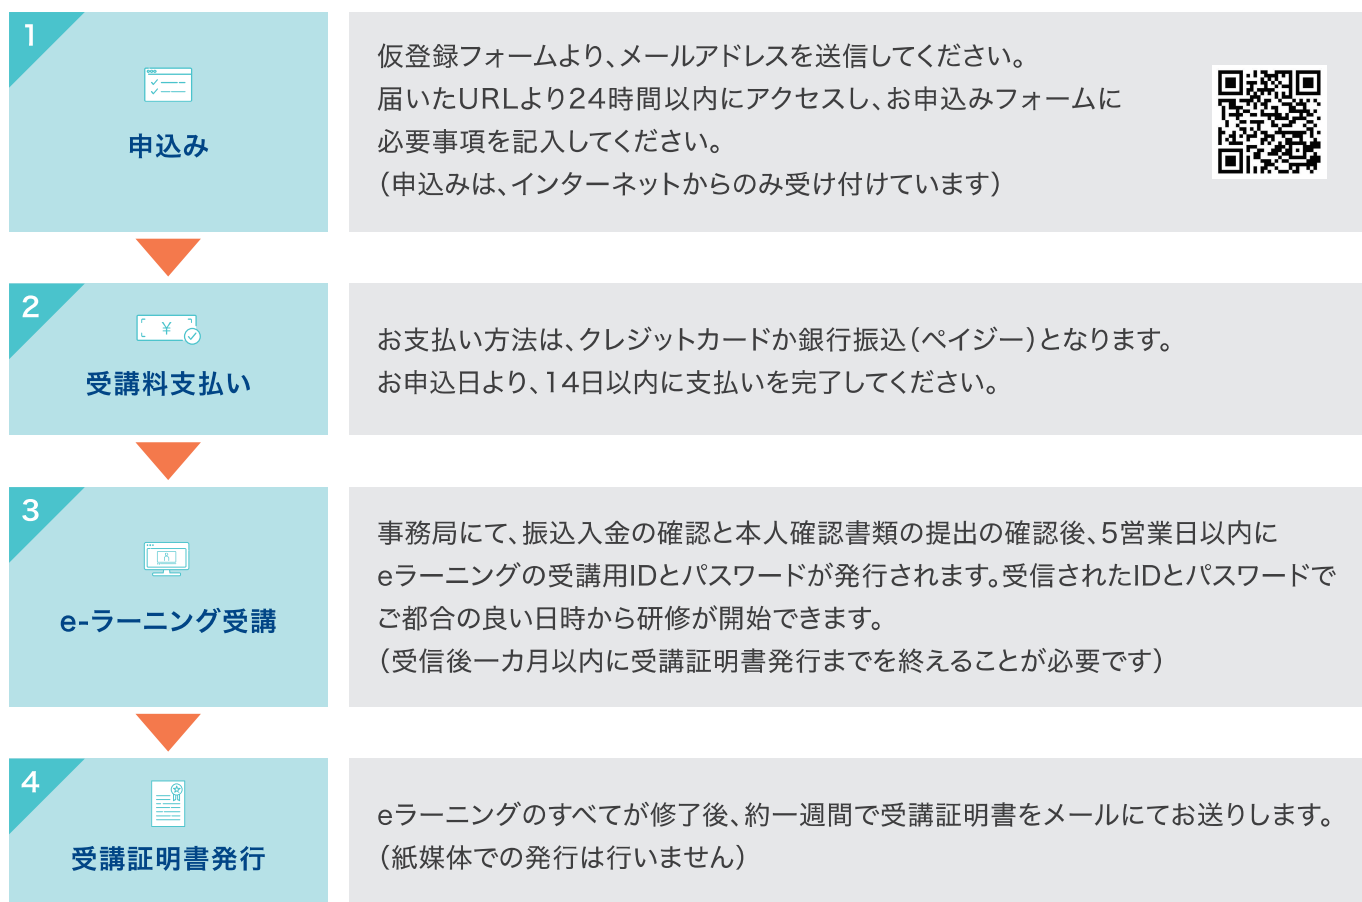 1
申込み
仮登録フォームより、メールアドレスを送信してください。
届いたURLより24時間以内にアクセスし、お申込みフォームに
必要事項を記入してください。
（申込みは、インターネットからのみ受け付けています）
2
¥
受講料支払い
お支払い方法は、クレジットカードか銀行振込（ペイジー）となります。
お申込日より、14日以内に支払いを完了してください。
3
e-ラーニング受講
事務局にて、振込入金の確認と本人確認書類の提出の確認後、5営業日以内に
eラーニングの受講用IDとパスワードが発行されます。受信されたIDとパスワードで
ご都合の良い日時から研修が開始できます。
（受信後一カ月以内に受講証明書発行までを終えることが必要です）
4
受講証明書発行
eラーニングのすべてが修了後、約一週間で受講証明書をメールにてお送りします。
（紙媒体での発行は行いません）